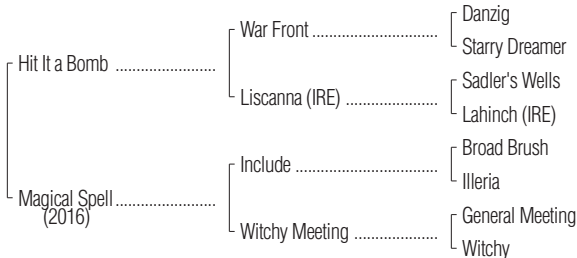 Danzig
War Front ........................
Starry Dreamer
Hit It a Bomb .......................
Sadler's Wells
Liscanna (IRE) .....................
Lahinch (IRE)
Broad Brush
Include ................................
Illeria
Magical Spell .......................
(2016)
General Meeting
Witchy Meeting ...................
Witchy